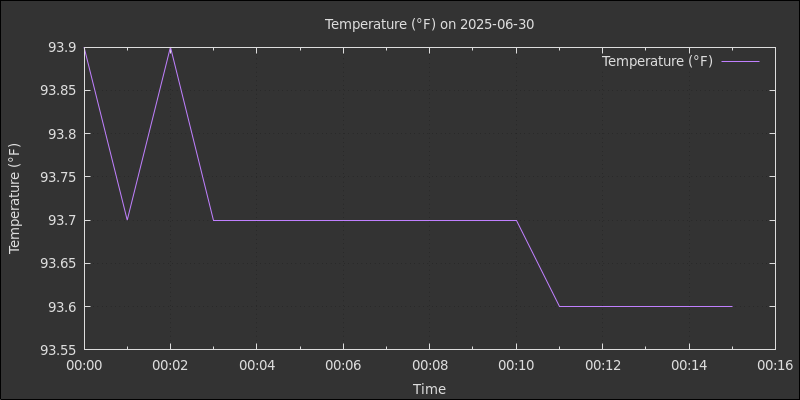 Temperature (°F) on 2025-06-30
Temperature (°F)
93.9
93.85
93.8
93.75
93.7
93.65
93.6
93.55
Temperature (°F)
00:00 00:02 00:04 00:06 00:08 00:10 00:12 00:14 00:16
Time